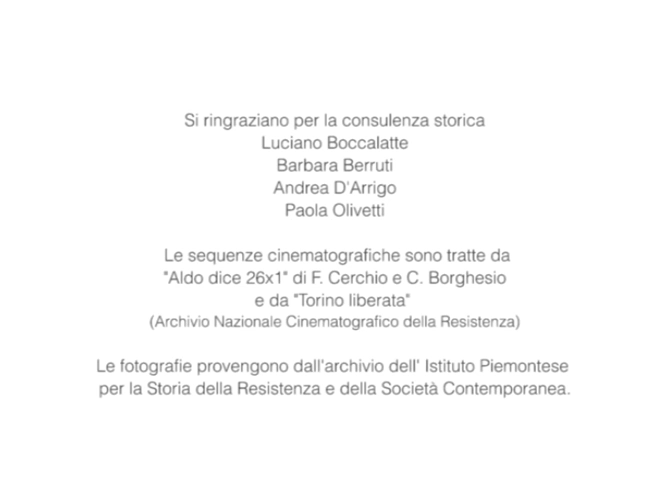 Si ringraziano per la consulenza storica
Luciano Boccalatte
Barbara Berruti
Andrea D'Arrigo
Paola Olivetti
Le sequenze cinematografiche sono tratte da
"Aldo dice 26x1" di F. Cerchio e C. Borghesio
e da "Torino liberata"
(Archivio Nazionale Cinematografico della Resistenza)
Le fotografie provengono dall'archivio dell' Istituto Piemontese
per la Storia della Resistenza e della Società Contemporanea.